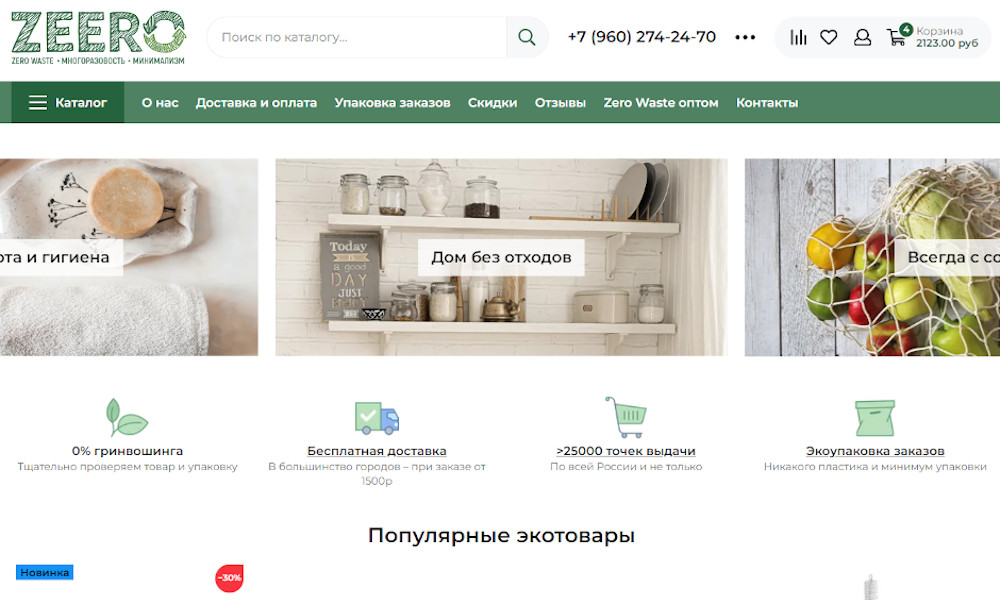 ZEERO
ZERO WASTE • МНОГОРАЗОВОСТЬ • МИНИМАЛИЗМ
Поиск по каталогу...
+7 (960) 274-24-70
4
Корзина
2123.00 руб
Каталог
О нас
Доставка и оплата
Упаковка заказов
Скидки
Отзывы
Zero Waste оптом
Контакты
ота и гигиена
Today
is
a good
DAY
JUST
ENJOY
Дом без отходов
Всегда с со
0% гринвошинга
Тщательно проверяем товар и упаковку
Бесплатная доставка
В большинство городов – при заказе от
1500р
>25000 точек выдачи
По всей России и не только
Экоупаковка заказов
Никакого пластика и минимум упаковки
Популярные экотовары
Новинка
-30%